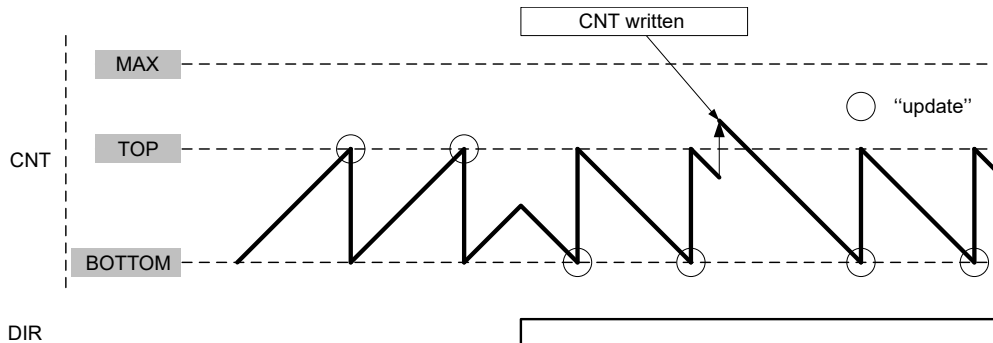 CNT written
MAX
“update”
TOP
CNT
BOTTOM
DIR